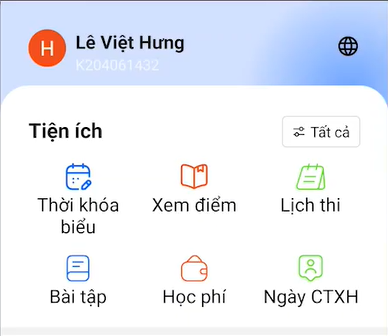 H
Lê Việt Hưng
K204061432
Tiện ích
Tất cả
Thời khóa
biểu
Xem điểm
Lịch thi
Bài tập
Học phí
Ngày CTXH